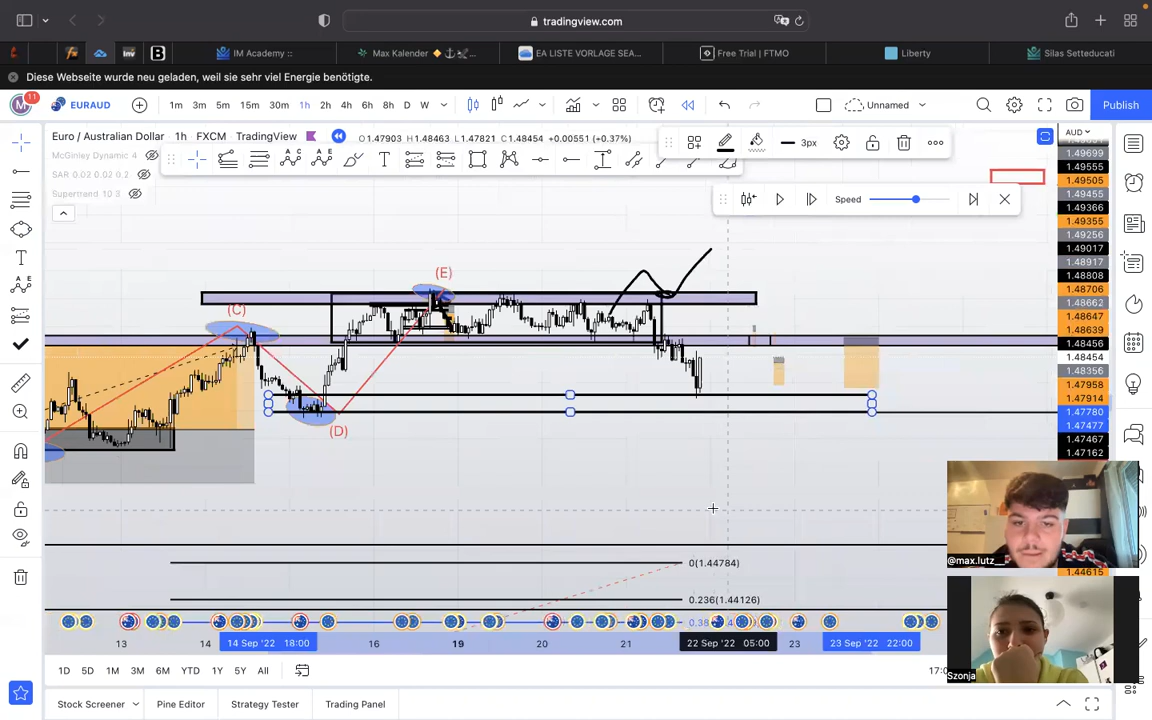 tradingview.com
IM Academy ::
Max Kalender
EA LISTE VORLAGE SEA...
Free Trial | FTMO
Liberty
Silas Setteducati
Diese Webseite wurde neu geladen, weil sie sehr viel Energie benötigte.
M 11
EURAUD
1m 3m 5m 15m 30m 1h 2h 4h 6h 8h D W
Unnamed
Publish
Euro / Australian Dollar · 1h · FXCM · TradingView
O1.47903 H1.48463 L1.47821 C1.48454 +0.00551 (+0.37%)
3px
AUD
McGinley Dynamic 4
SAR 0.02 0.02 0.2
Supertrend 10 3
Speed
1.49699
1.49555
1.49505
1.49455
1.49366
1.49355
1.49256
1.49017
1.48917
1.48808
1.48706
1.48662
1.48647
1.48639
1.48456
1.48454
1.48356
1.47958
1.47914
1.47780
1.47477
1.47467
1.47162
1.44615
(E)
(C)
(D)
0(1.44784)
0.236(1.44126)
@max.lutz__
Szonja
13
14
14 Sep '22 18:00
16
19
20
21
22 Sep '22 05:00
23
23 Sep '22 22:00
1D 5D 1M 3M 6M YTD 1Y 5Y All
Stock Screener
Pine Editor
Strategy Tester
Trading Panel